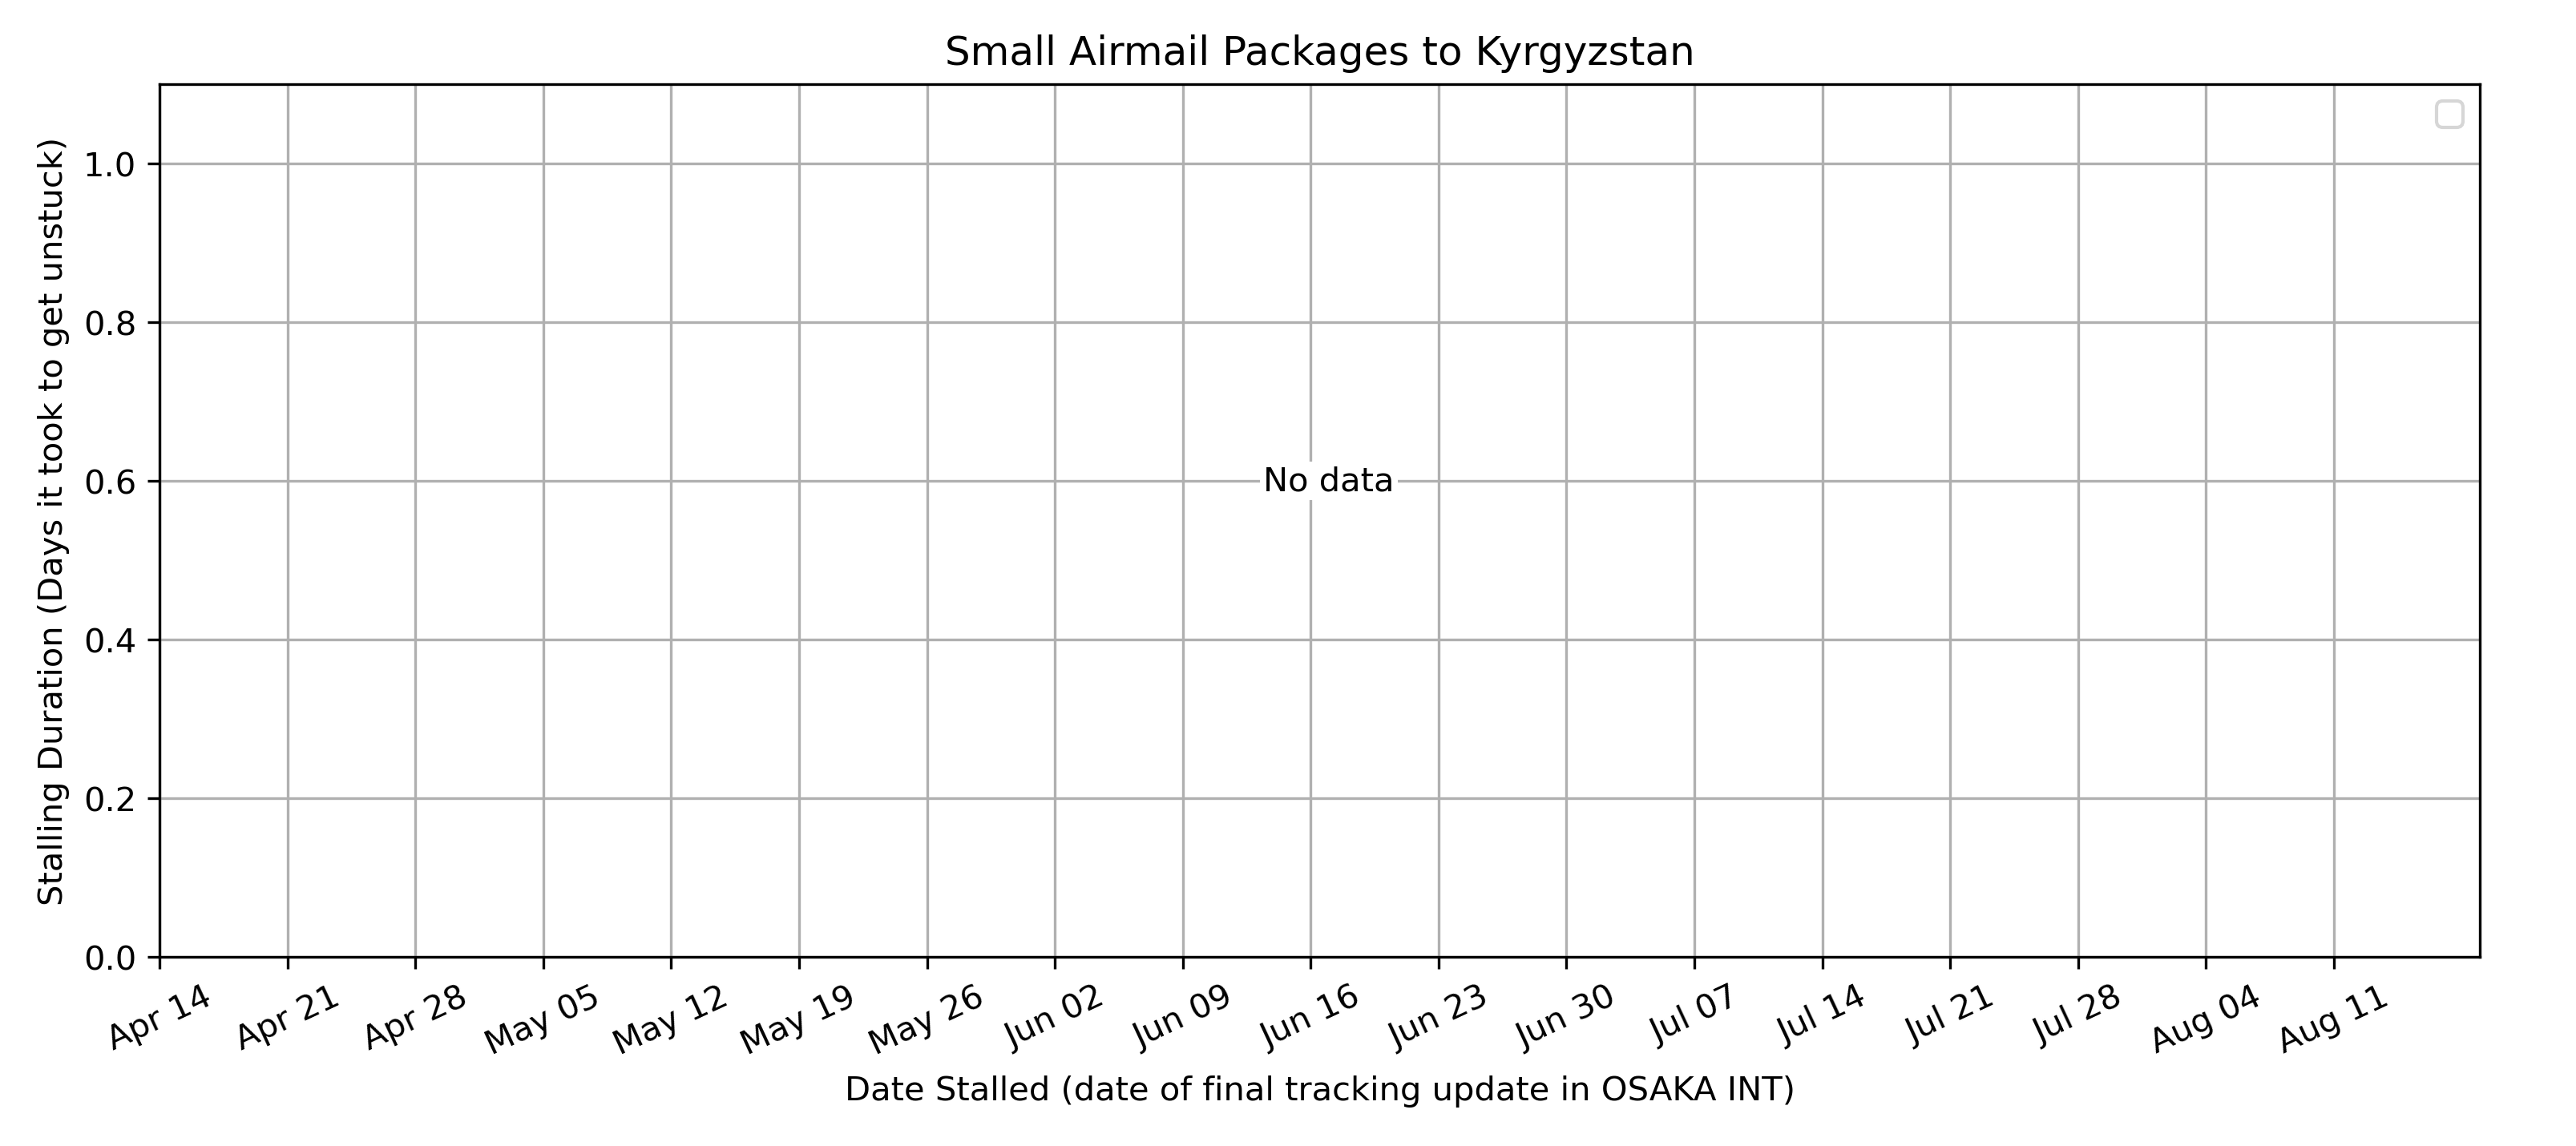 Small Airmail Packages to Kyrgyzstan
Stalling Duration (Days it took to get unstuck)
1.0
0.8
0.6
0.4
0.2
0.0
No data
Apr 14
Apr 21
Apr 28
May 05
May 12
May 19
May 26
Jun 02
Jun 09
Jun 16
Jun 23
Jun 30
Jul 07
Jul 14
Jul 21
Jul 28
Aug 04
Aug 11
Date Stalled (date of final tracking update in OSAKA INT)